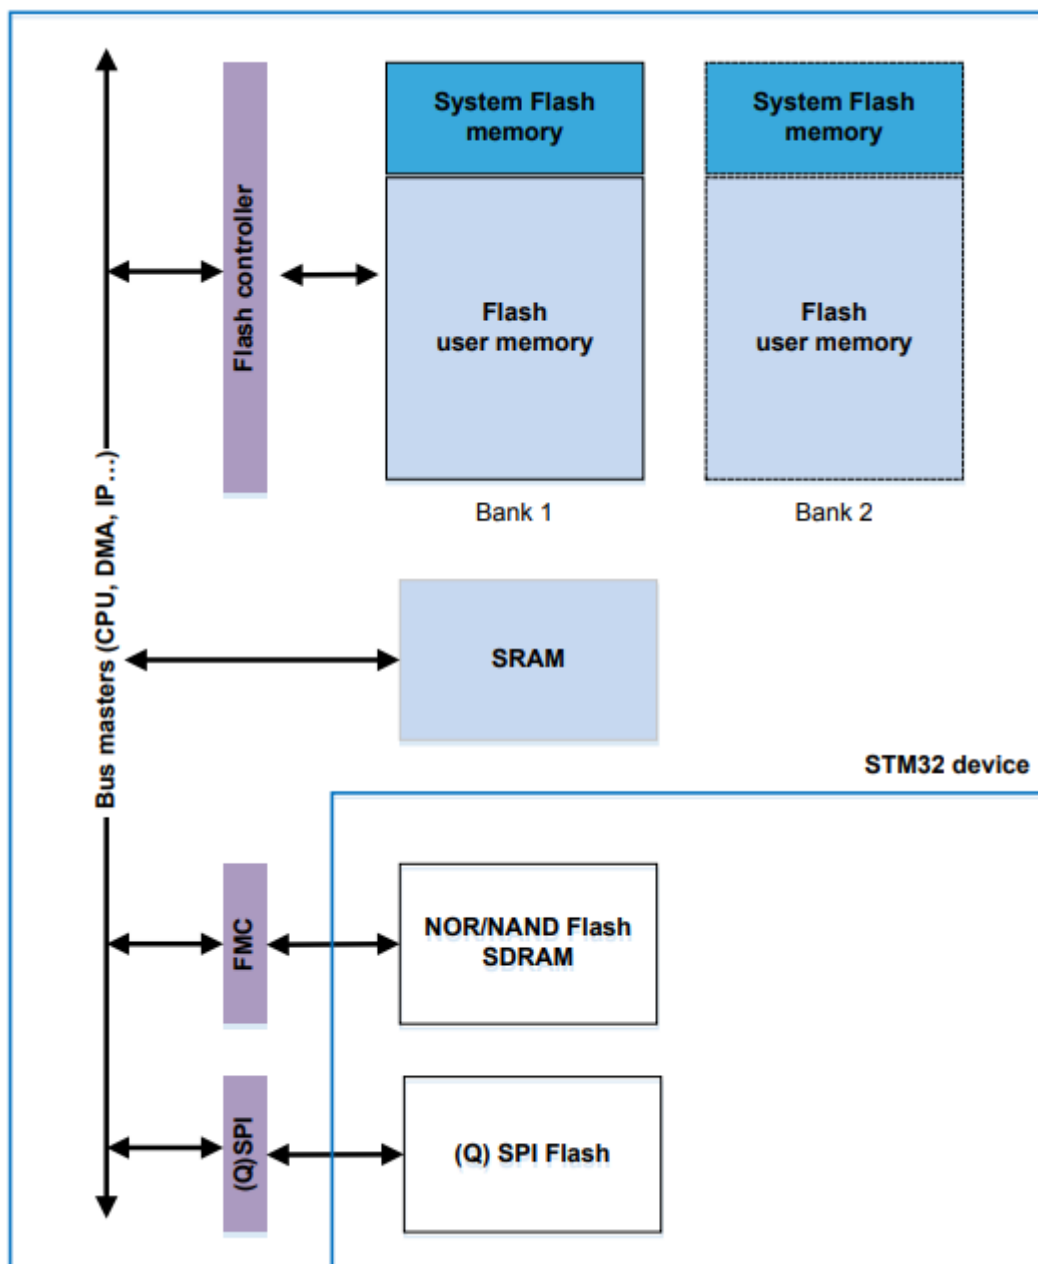 System Flash
memory
System Flash
memory
Flash controller
Flash
user memory
Flash
user memory
Bank 1
Bank 2
Bus masters (CPU, DMA, IP...)
SRAM
STM32 device
FMC
NOR/NAND Flash
SDRAM
(Q)SPI
(Q) SPI Flash